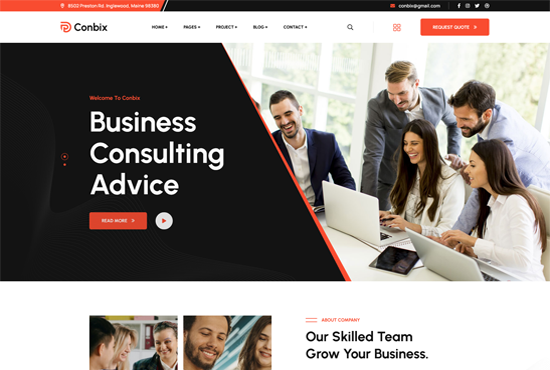 8502 Preston Rd. Inglewood, Maine 98380
conbix@gmail.com
Conbix
HOME
PAGES
PROJECT
BLOG
CONTACT
REQUEST QUOTE >
Welcome To Conbix
Business
Consulting
Advice
READ MORE >
ABOUT COMPANY
Our Skilled Team
Grow Your Business.